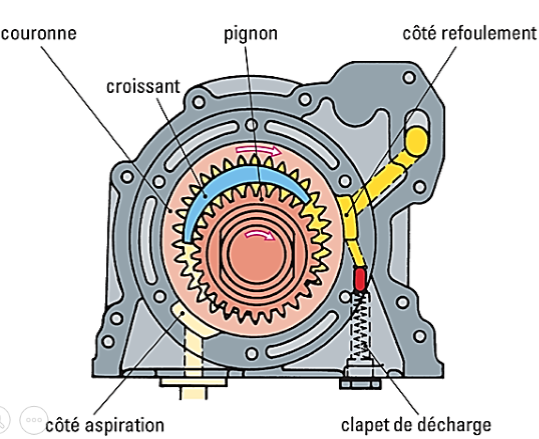 couronne
pignon
côté refoulement
croissant
côté aspiration
clapet de décharge